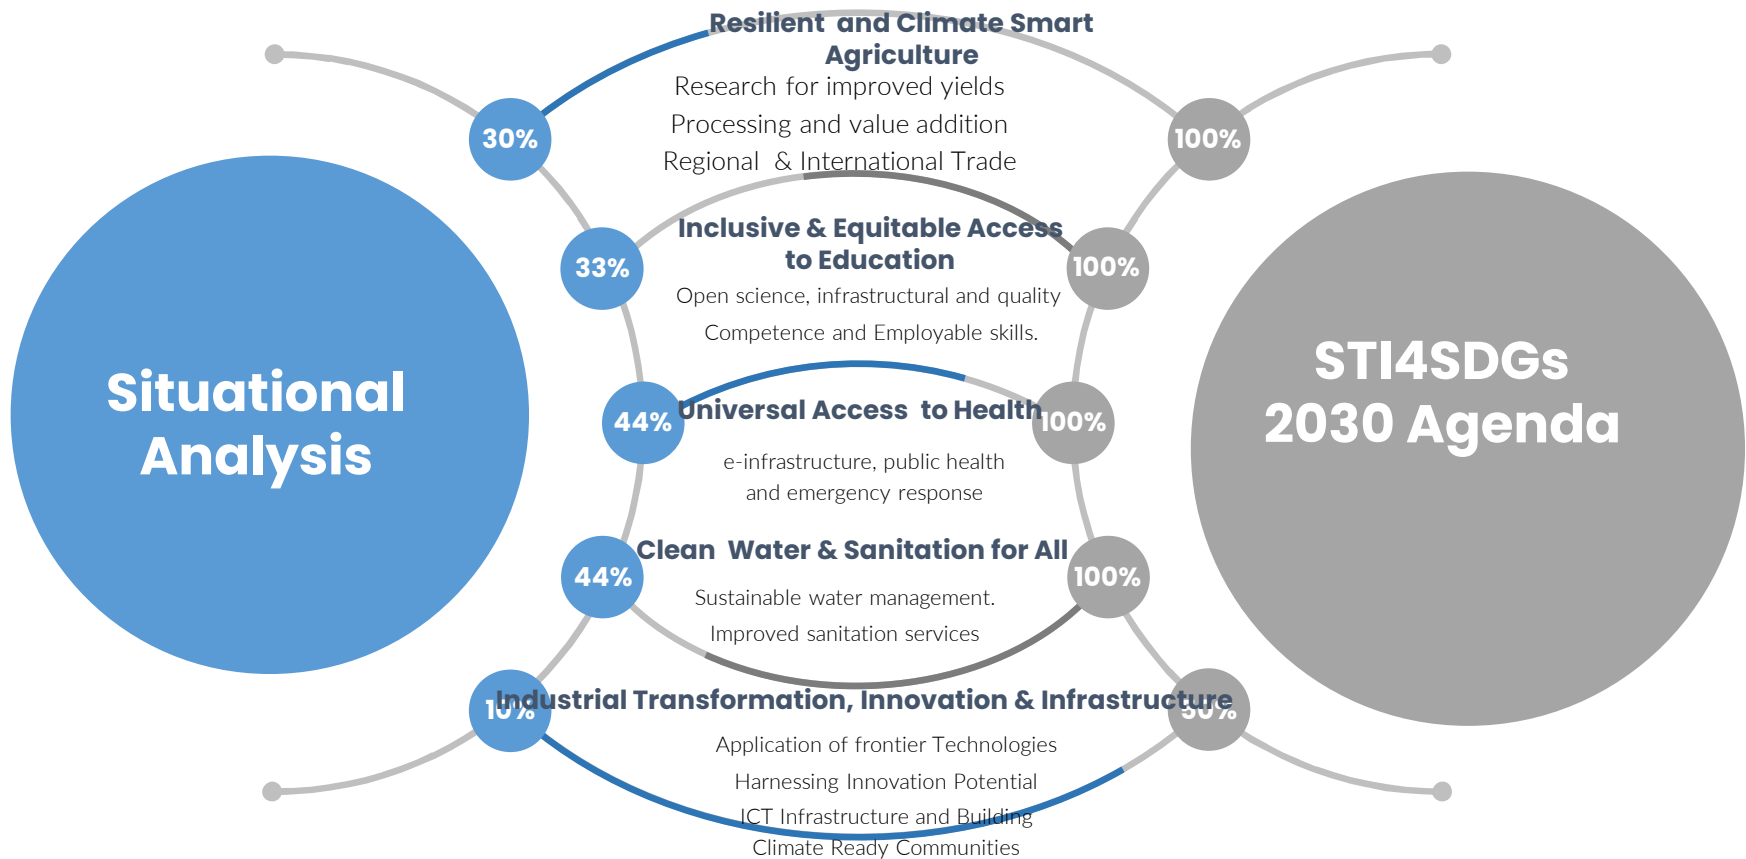 Resilient  and Climate Smart
Agriculture
Research for improved yields
Processing and value addition
Regional  & International Trade
30%
100%
Inclusive & Equitable Access
to Education
33%
100%
Open science, infrastructural and quality
Competence and Employable skills.
Situational
Analysis
STI4SDGs
2030 Agenda
Universal Access  to Health
44%
100%
e-infrastructure, public health
and emergency response
Clean  Water & Sanitation for All
44%
100%
Sustainable water management.
Improved sanitation services
Industrial Transformation, Innovation & Infrastructure
10%
50%
Application of frontier Technologies
Harnessing Innovation Potential
ICT Infrastructure and Building
Climate Ready Communities